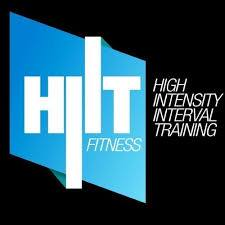 HIIT
FITNESS
HIGH
INTENSITY
INTERVAL
TRAINING